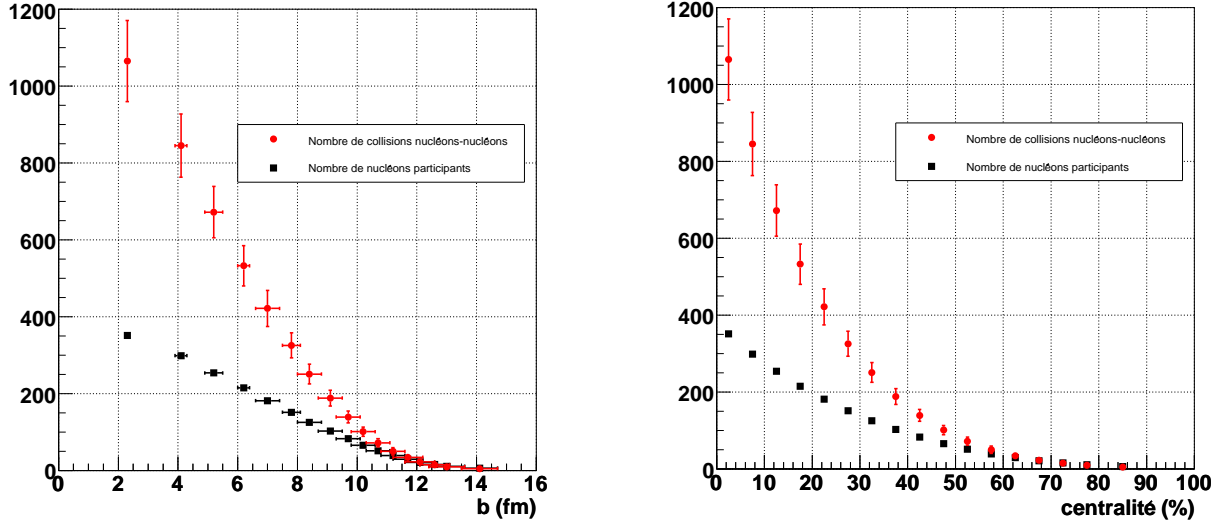 1200
1000
800
600
400
200
0
Nombre de collisions nucléons-nucléons
Nombre de nucléons participants
0 2 4 6 8 10 12 14 16
b (fm)
1200
1000
800
600
400
200
0
Nombre de collisions nucléons-nucléons
Nombre de nucléons participants
0 10 20 30 40 50 60 70 80 90 100
centralité (%)